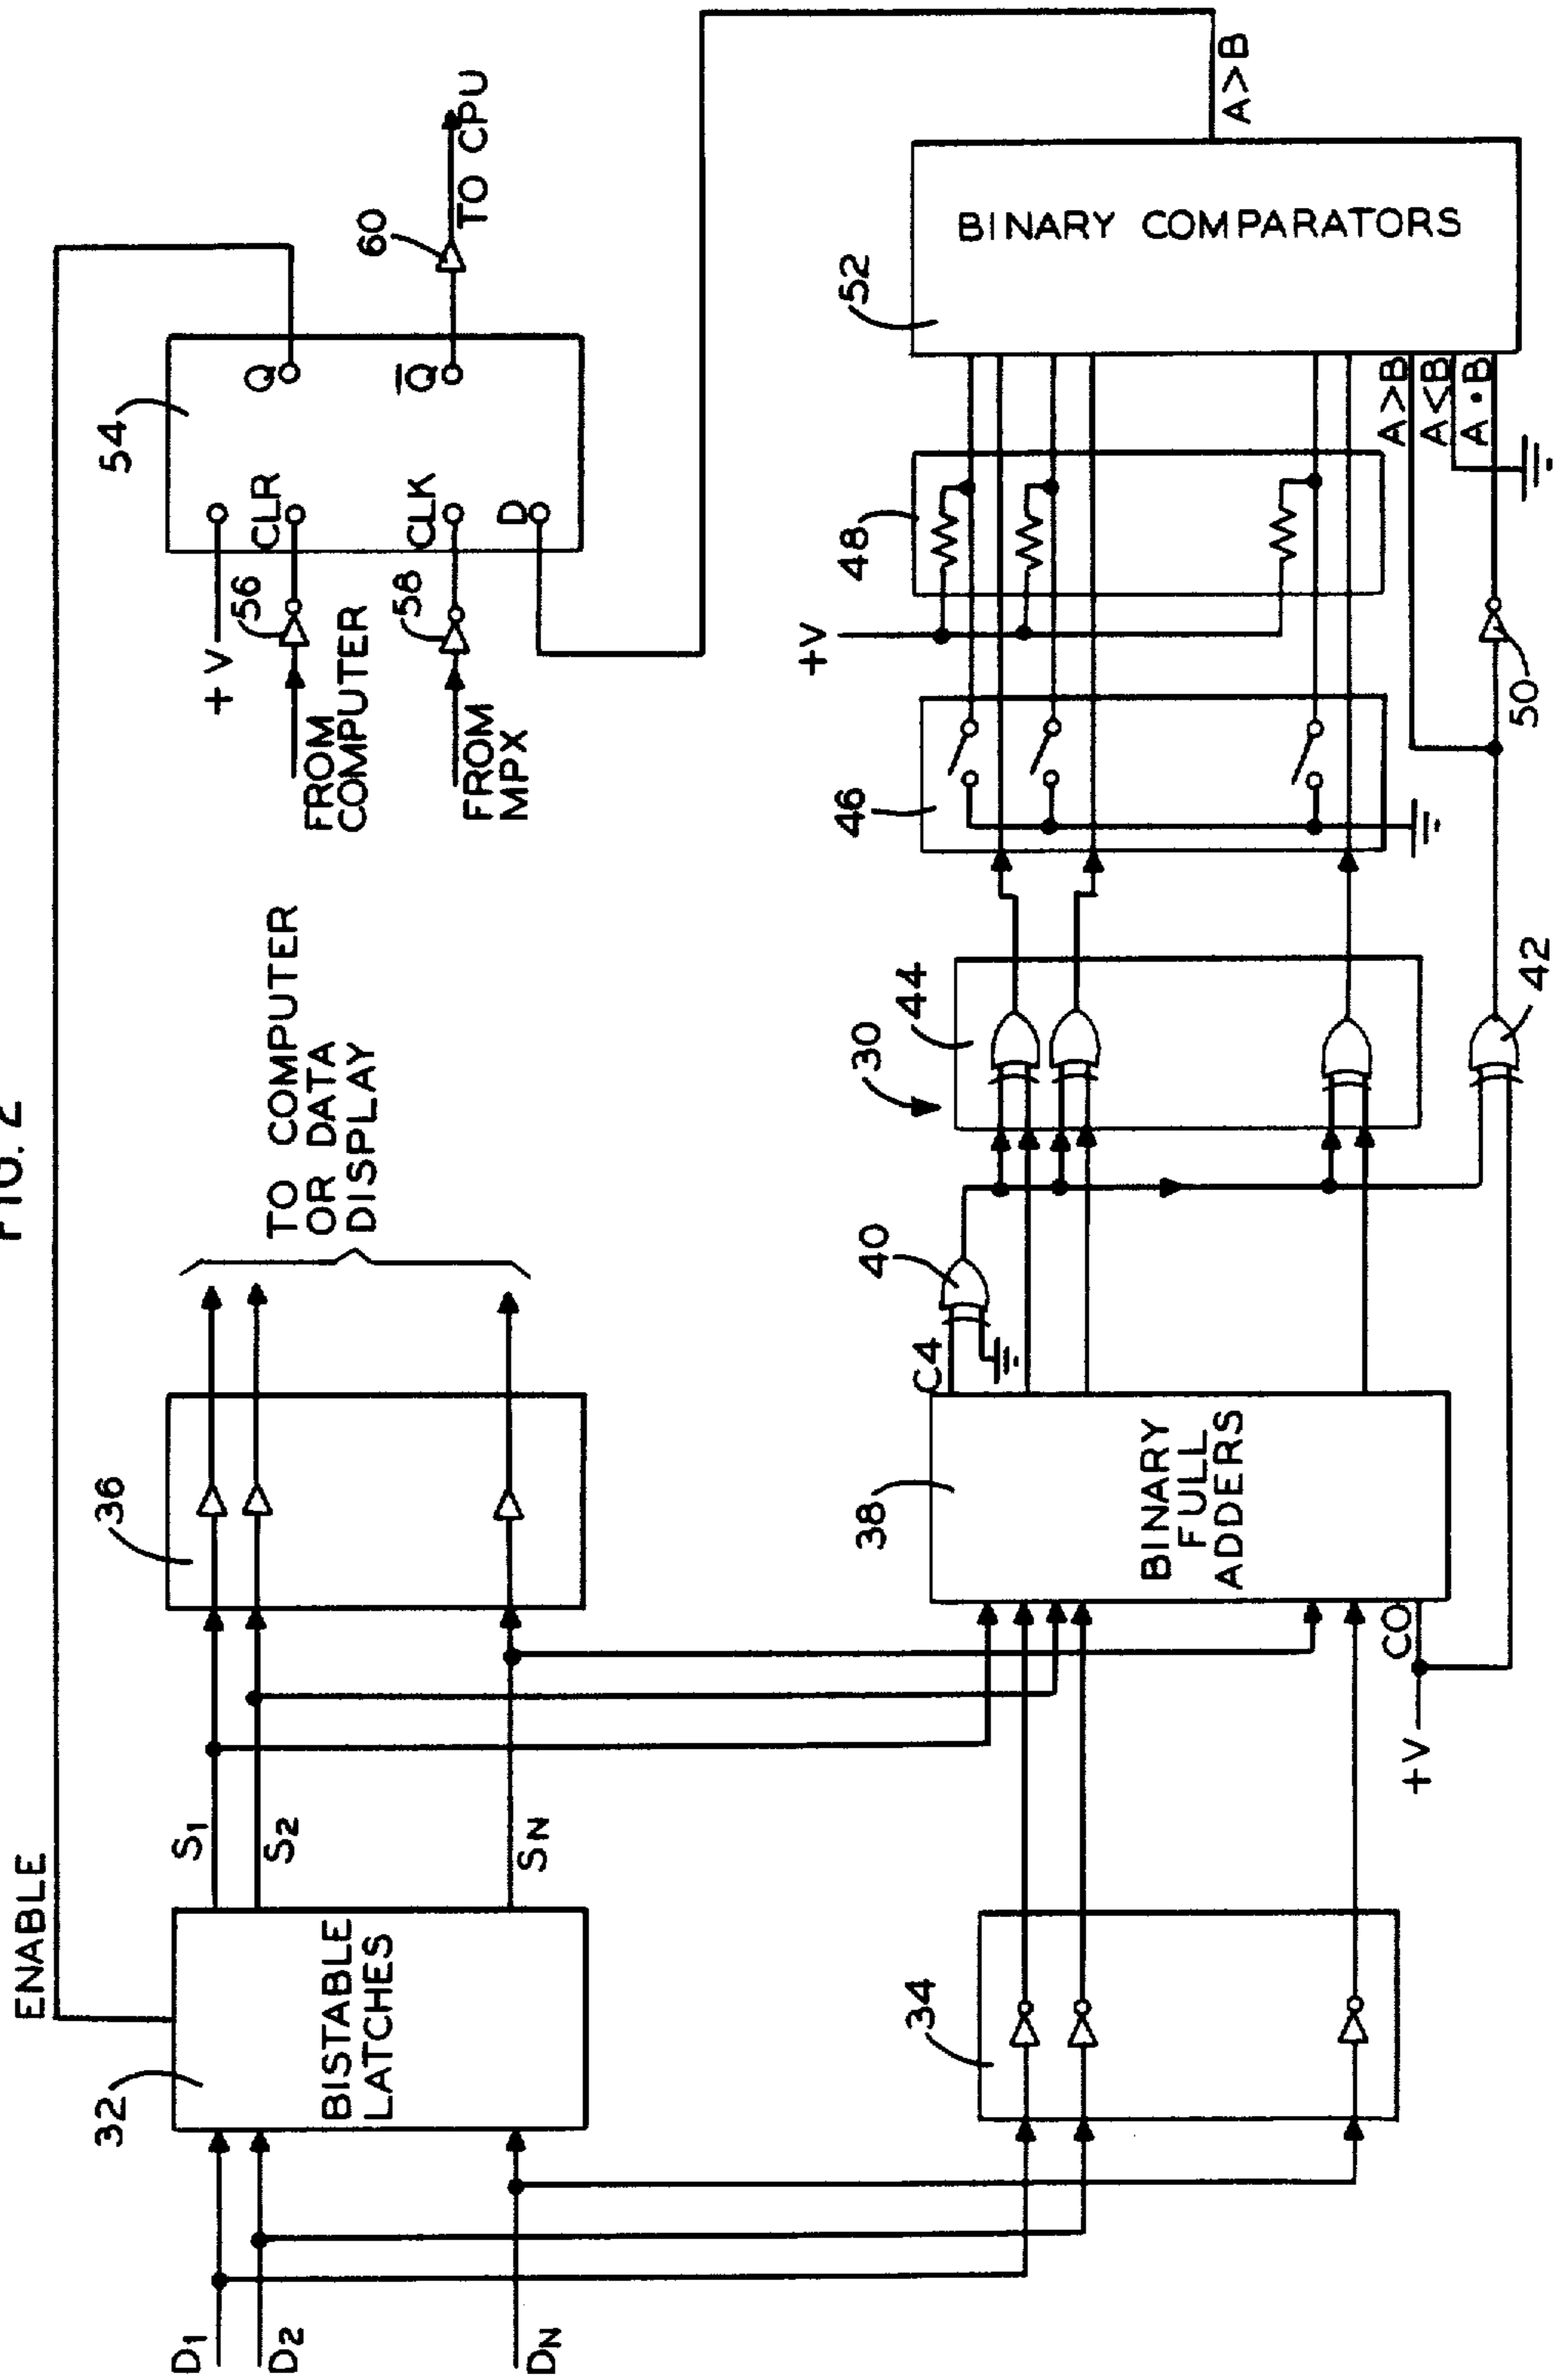 FIG. 2
ENABLE
D1
D2
DN
32
BISTABLE
LATCHES
S1
S2
SN
36
TO COMPUTER
OR DATA
DISPLAY
+V
FROM
COMPUTER
56
FROM
MPX
58
54
CLR
CLK
D
Q
Q̅
60
TO CPU
34
38
BINARY
FULL
ADDERS
C4
CO
+V
40
30
44
42
46
+V
48
50
52
BINARY COMPARATORS
A>B
A<B
A·B
A>B